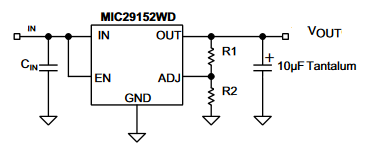 MIC29152WD
IN
IN
OUT
VOUT
R1
CIN
+
10µF Tantalum
EN
ADJ
R2
GND